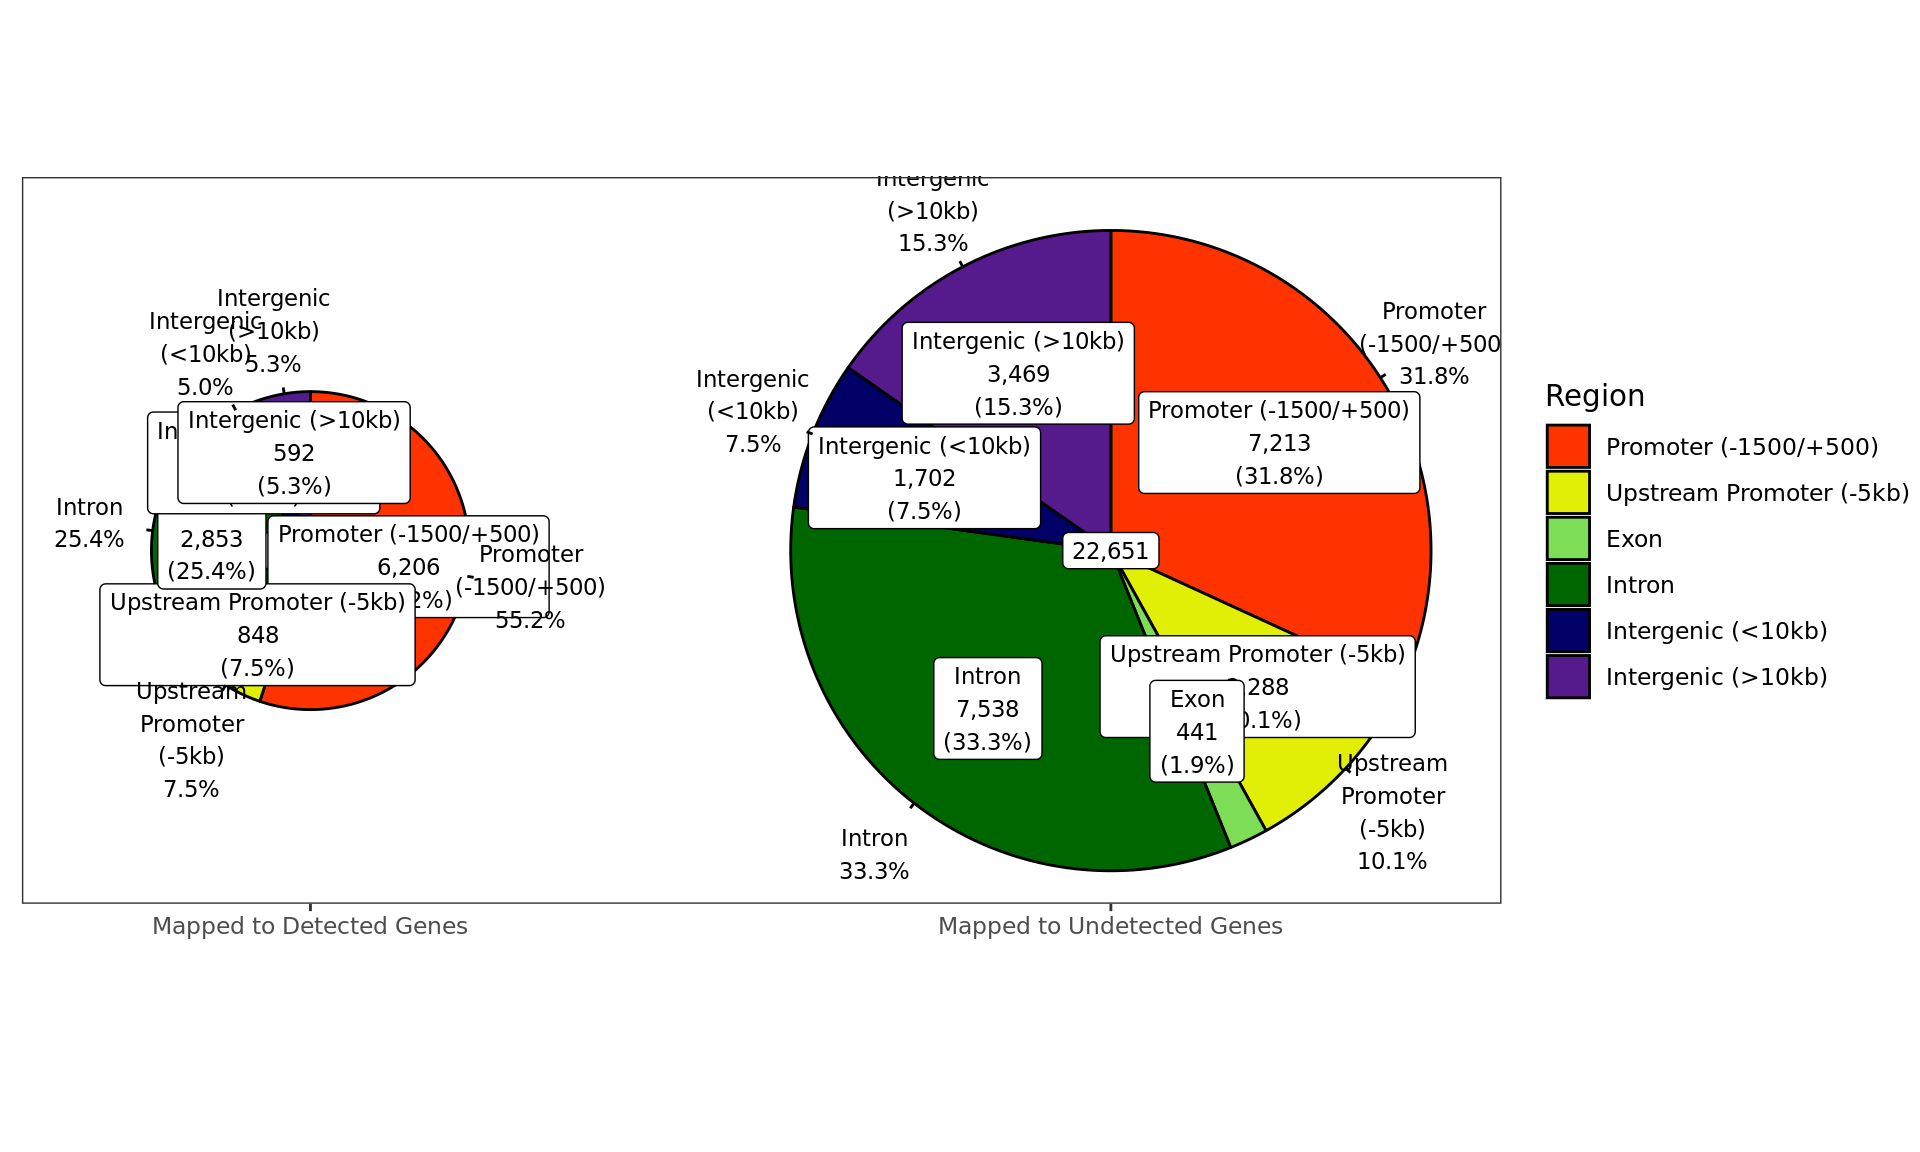 Intergenic
(>10kb)
5.3%
Intergenic
(<10kb)
5.0%
Intergenic (>10kb)
592
(5.3%)
In
Intron
25.4%
2,853
(25.4%)
Promoter (-1500/+500)
6,206
2%)
Promoter
(-1500/+500)
55.2%
Upstream Promoter (-5kb)
848
(7.5%)
Upstream
Promoter
(-5kb)
7.5%
Intergenic
(>10kb)
15.3%
Intergenic
(<10kb)
7.5%
Intergenic (>10kb)
3,469
(15.3%)
Promoter
(-1500/+500
31.8%
Promoter (-1500/+500)
7,213
(31.8%)
Intergenic (<10kb)
1,702
(7.5%)
22,651
Upstream Promoter (-5kb)
288
0.1%)
Exon
441
(1.9%)
Intron
7,538
(33.3%)
Upstream
Promoter
(-5kb)
10.1%
Intron
33.3%
Mapped to Detected Genes
Mapped to Undetected Genes
Region
Promoter (-1500/+500)
Upstream Promoter (-5kb)
Exon
Intron
Intergenic (<10kb)
Intergenic (>10kb)